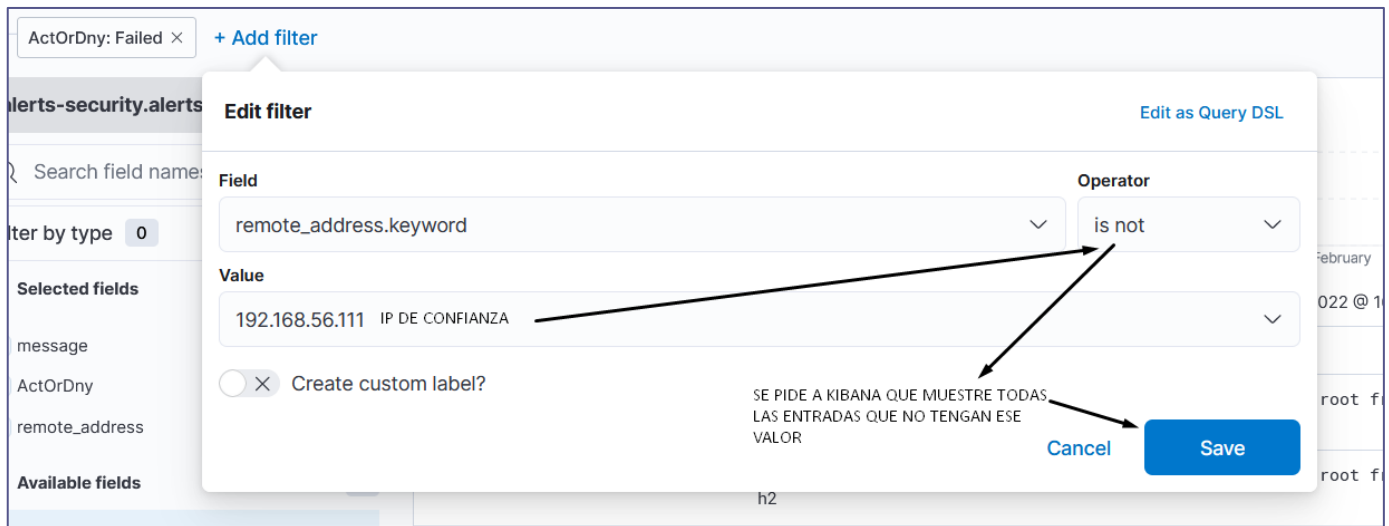 ActOrDny: Failed ×
+ Add filter
alerts-security.alerts
Edit filter
Edit as Query DSL
Search field names
Field
Operator
remote_address.keyword
is not
lter by type 0
Value
February
Selected fields
192.168.56.111 IP DE CONFIANZA
022 @ 1
message
Create custom label?
ActOrDny
SE PIDE A KIBANA QUE MUESTRE TODAS
LAS ENTRADAS QUE NO TENGAN ESE
VALOR
root fr
remote_address
Cancel
Save
Available fields
root fr
h2